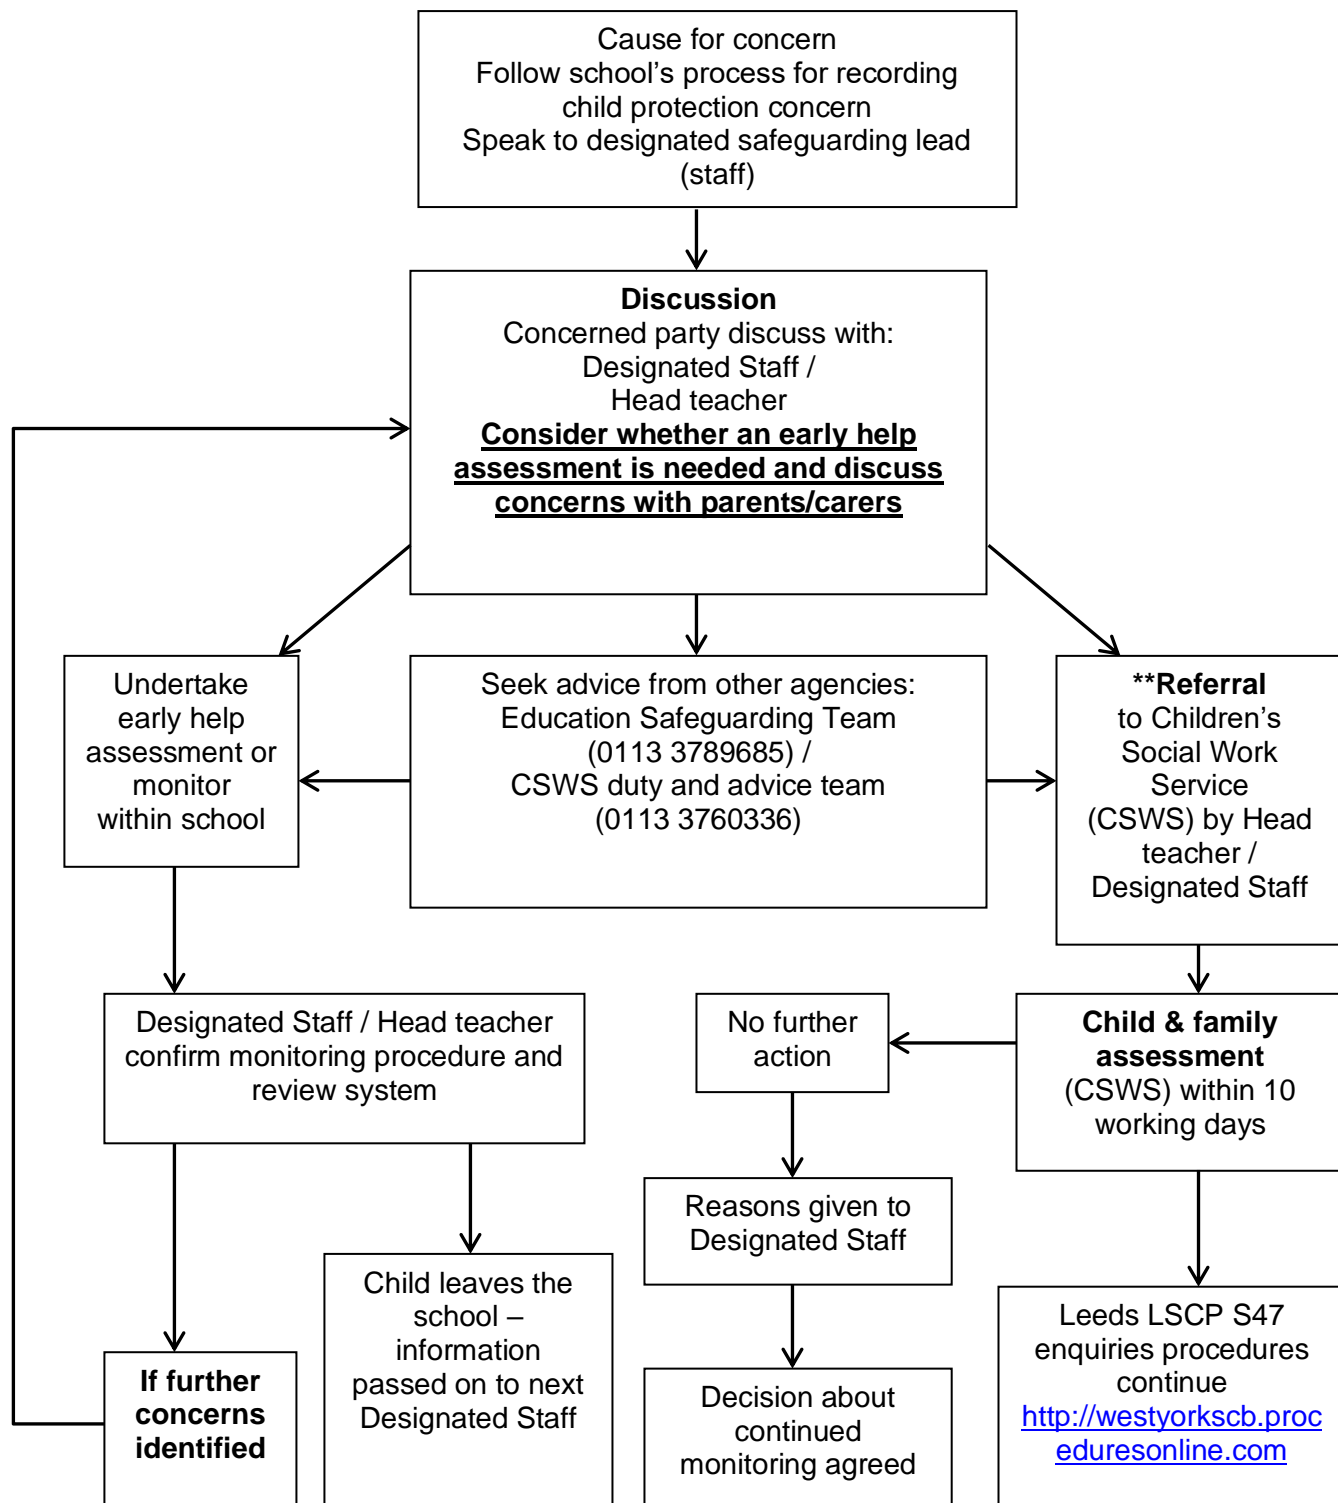 Cause for concern
Follow school’s process for recording
child protection concern
Speak to designated safeguarding lead
(staff)
Discussion
Concerned party discuss with:
Designated Staff /
Head teacher
Consider whether an early help
assessment is needed and discuss
concerns with parents/carers
Undertake
early help
assessment or
monitor
within school
Seek advice from other agencies:
Education Safeguarding Team
(0113 3789685) /
CSWS duty and advice team
(0113 3760336)
**Referral
to Children’s
Social Work
Service
(CSWS) by Head
teacher /
Designated Staff
Designated Staff / Head teacher
confirm monitoring procedure and
review system
No further
action
Child & family
assessment
(CSWS) within 10
working days
Reasons given to
Designated Staff
If further
concerns
identified
Child leaves the
school –
information
passed on to next
Designated Staff
Decision about
continued
monitoring agreed
Leeds LSCP S47
enquiries procedures
continue
http://westyorkscb.proc
eduresonline.com